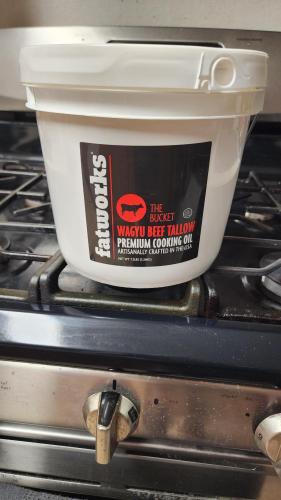 fatworks
THE
BUCKET
WAGYU BEEF TALLOW
PREMIUM COOKING OIL
ARTISANALLY CRAFTED IN THE USA